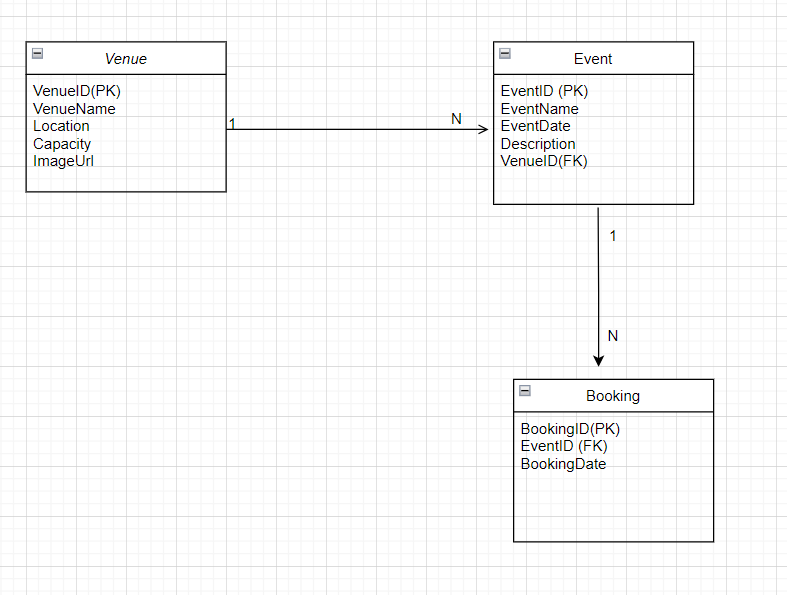 Venue
VenueID(PK)
VenueName
Location
Capacity
ImageUrl
1
N
Event
EventID (PK)
EventName
EventDate
Description
VenueID(FK)
1
N
Booking
BookingID(PK)
EventID (FK)
BookingDate